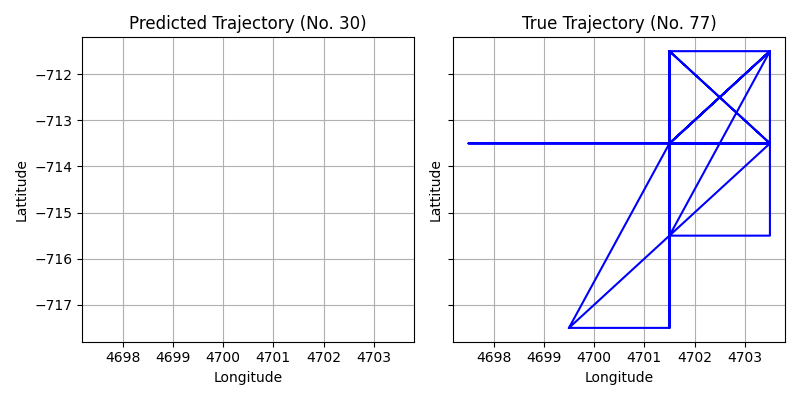 Predicted Trajectory (No. 30)
True Trajectory (No. 77)
−712
−713
−714
−715
−716
−717
Lattitude
Lattitude
4698 4699 4700 4701 4702 4703
4698 4699 4700 4701 4702 4703
Longitude
Longitude